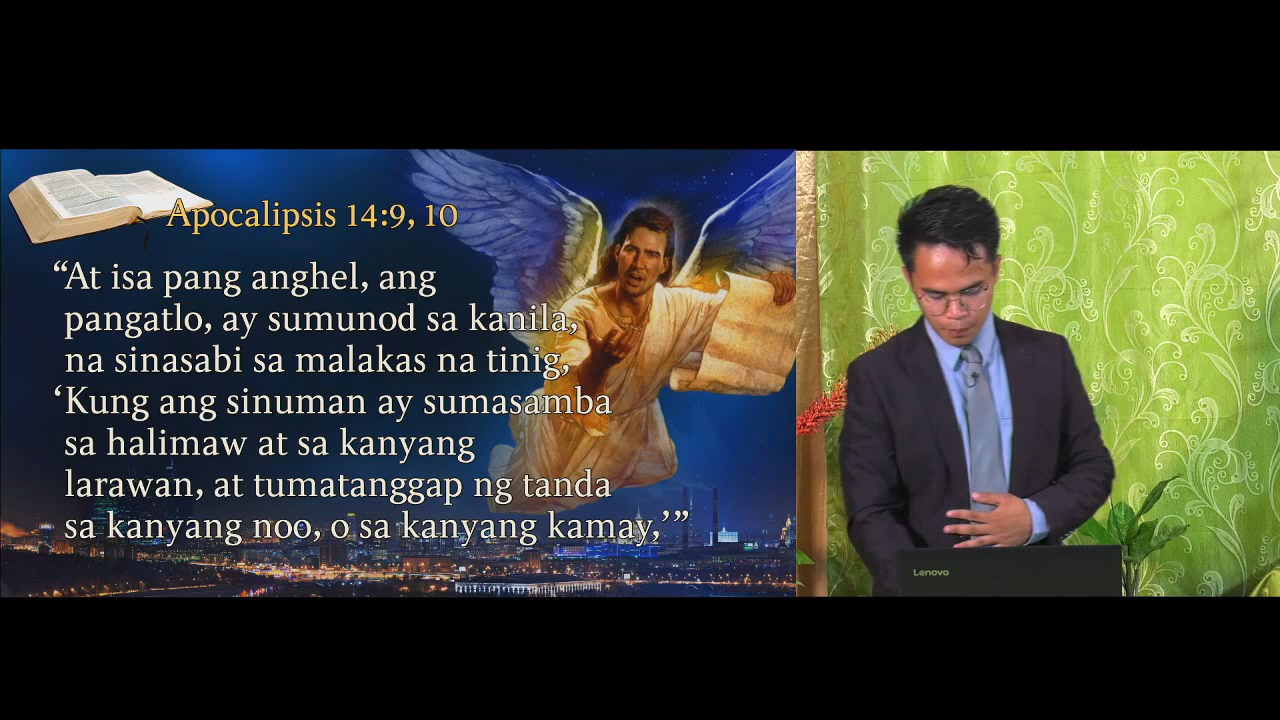 Apocalipsis 14:9, 10
“At isa pang anghel, ang
pangatlo, ay sumunod sa kanila,
na sinasabi sa malakas na tinig,
‘Kung ang sinuman ay sumasamba
sa halimaw at sa kanyang
larawan, at tumatanggap ng tanda
sa kanyang noo, o sa kanyang kamay,’”
Lenovo